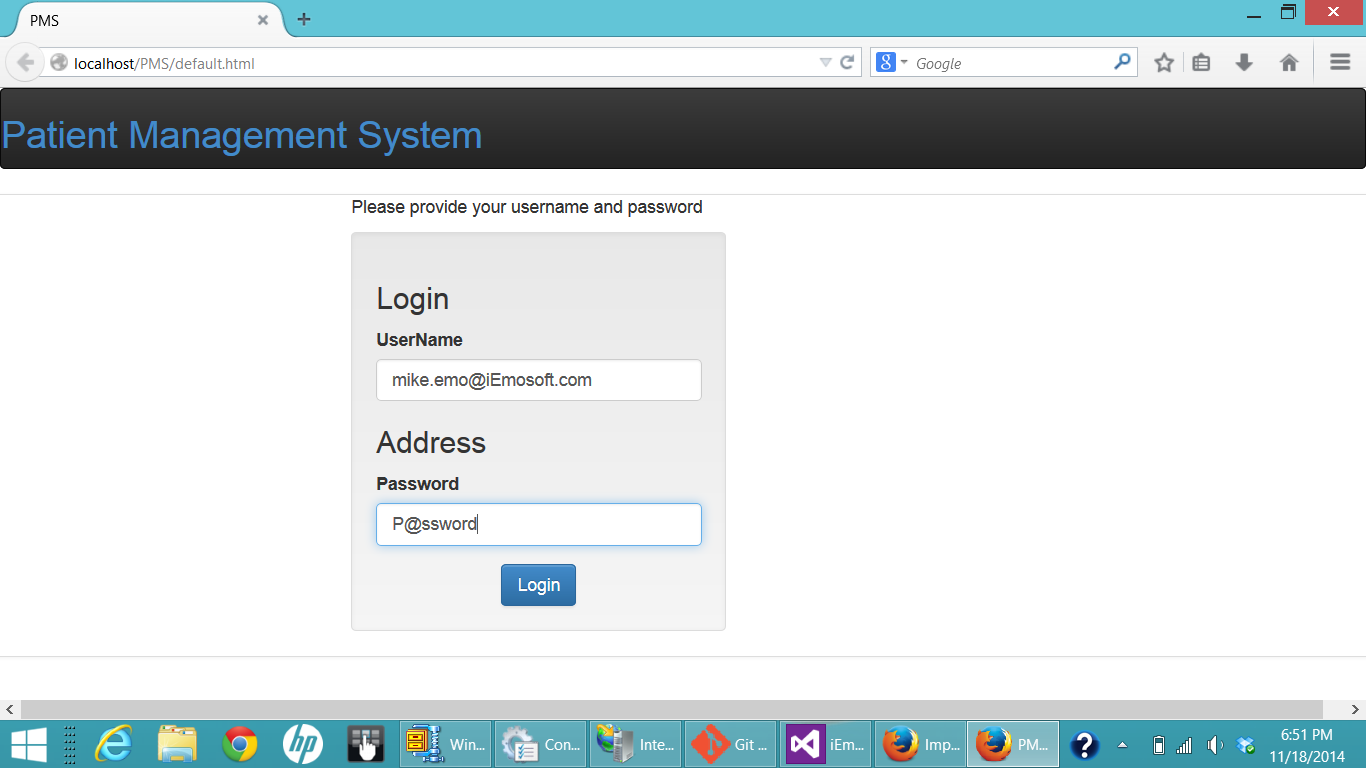 PMS
localhost/PMS/default.html
Google
Patient Management System
Please provide your username and password
Login
UserName
mike.emo@iEmosoft.com
Address
Password
P@ssword
Login
Win...
Con...
Inte...
Git ...
iEm...
Imp...
PM...
6:51 PM
11/18/2014